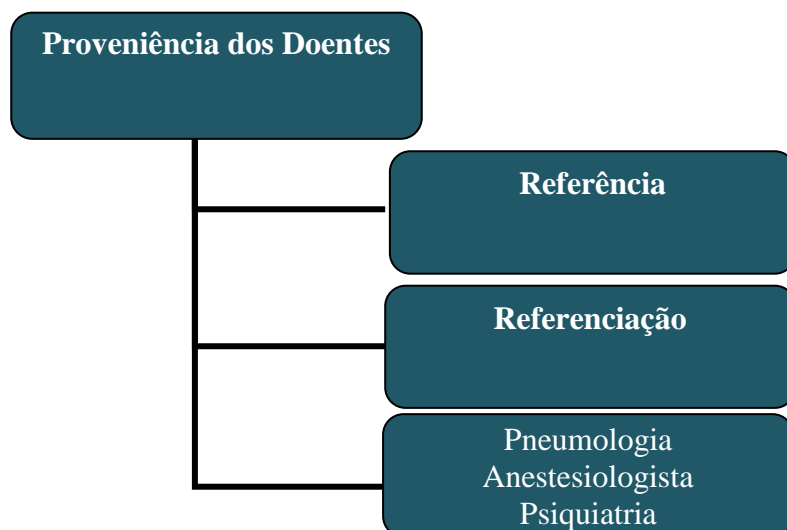 Proveniência dos Doentes
Referência
Referenciação
Pneumologia
Anestesiologista
Psiquiatria